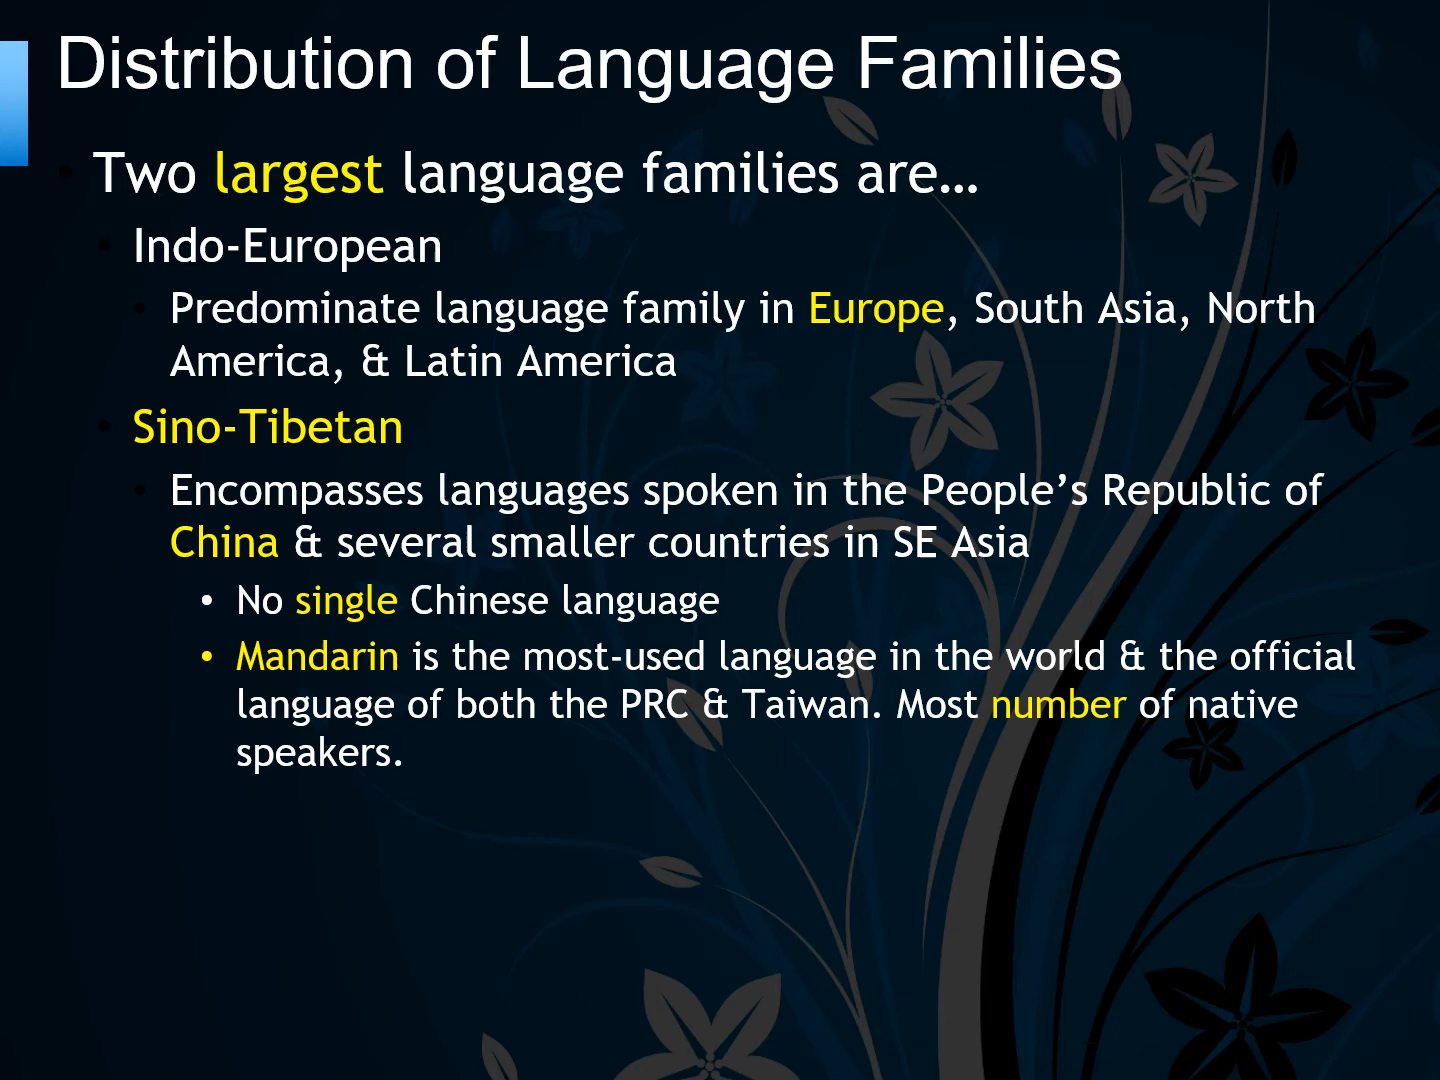 Distribution of Language Families
Two largest language families are…
Indo-European
Predominate language family in Europe, South Asia, North
America, & Latin America
Sino-Tibetan
Encompasses languages spoken in the People’s Republic of
China & several smaller countries in SE Asia
• No single Chinese language
• Mandarin is the most-used language in the world & the official
language of both the PRC & Taiwan. Most number of native
speakers.